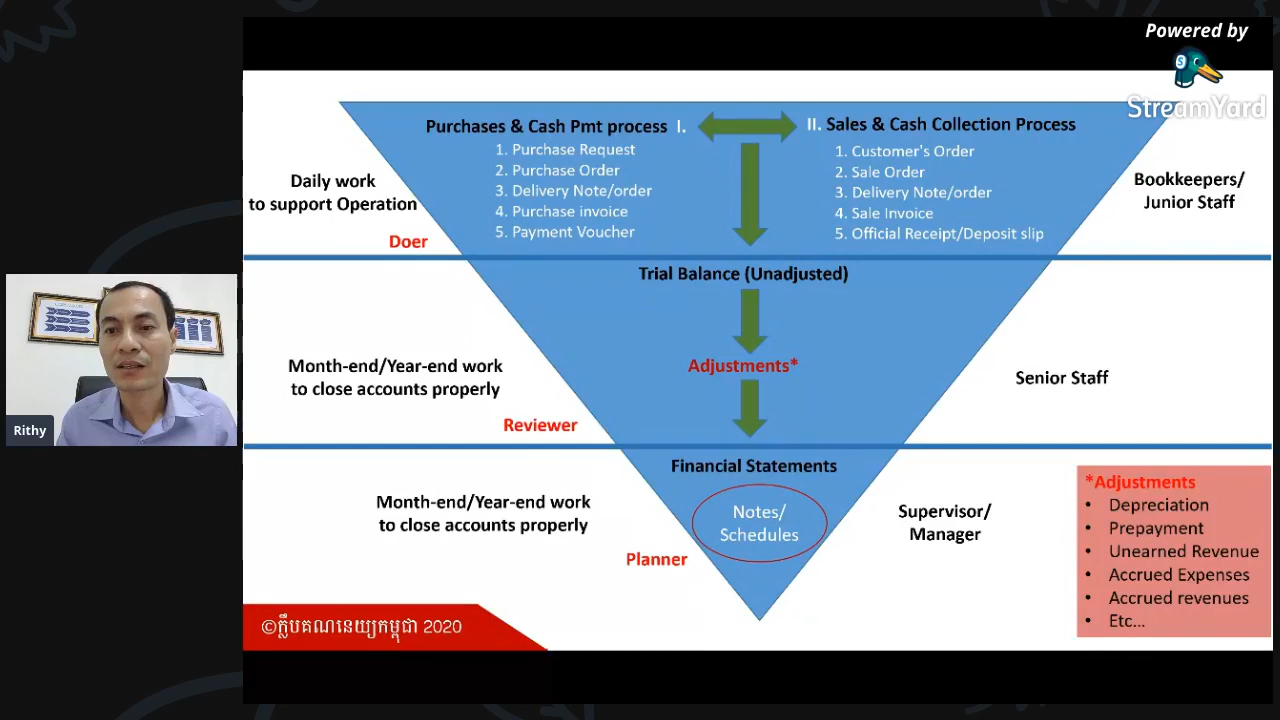 Powered by
StreamYard
Purchases & Cash Pmt process I.
1. Purchase Request
2. Purchase Order
3. Delivery Note/order
4. Purchase invoice
5. Payment Voucher
II. Sales & Cash Collection Process
1. Customer's Order
2. Sale Order
3. Delivery Note/order
4. Sale Invoice
5. Official Receipt/Deposit slip
Daily work
to support Operation
Doer
Bookkeepers/
Junior Staff
Trial Balance (Unadjusted)
Adjustments*
Month-end/Year-end work
to close accounts properly
Reviewer
Senior Staff
Rithy
Financial Statements
Notes/
Schedules
Month-end/Year-end work
to close accounts properly
Planner
Supervisor/
Manager
*Adjustments
• Depreciation
• Prepayment
• Unearned Revenue
• Accrued Expenses
• Accrued revenues
• Etc...
©ក្លឹបគណនេយ្យកម្ពុជា 2020